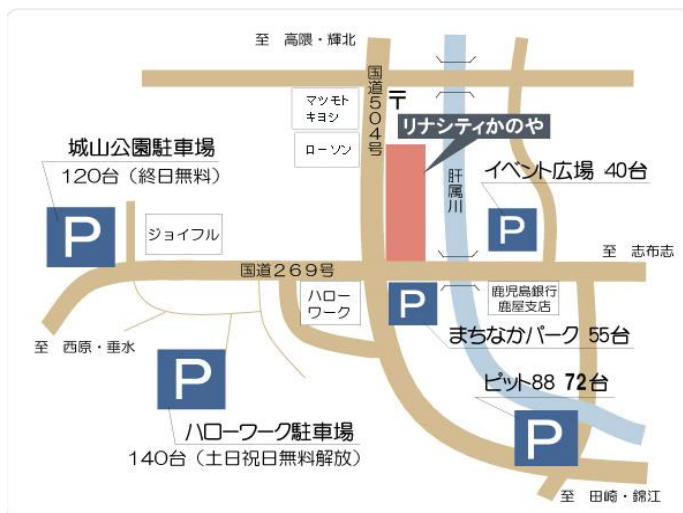 至 高隈・輝北
国道504号
マツモト
キヨシ
〒
ローソン
リナシティかのや
城山公園駐車場
120台（終日無料）
P
ジョイフル
肝属川
イベント広場 40台
P
至 志布志
国道269号
ハロー
ワーク
P
鹿児島銀行
鹿屋支店
まちなかパーク 55台
至 西原・垂水
P
ピット88 72台
P
ハローワーク駐車場
140台（土日祝日無料解放）
至 田崎・錦江